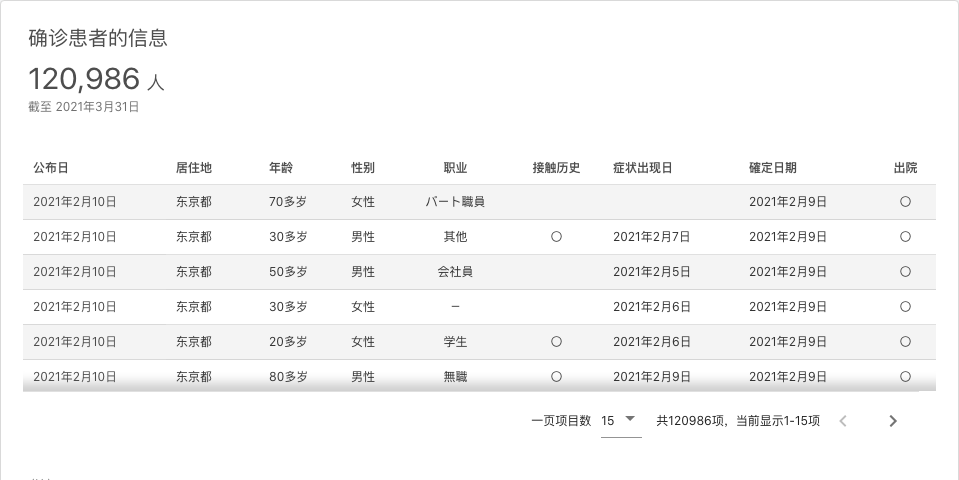 确诊患者的信息
120,986 人
截至 2021年3月31日
公布日 居住地 年龄 性别 职业 接触历史 症状出现日 確定日期 出院
2021年2月10日 东京都 70多岁 女性 パート職員 2021年2月9日 〇
2021年2月10日 东京都 30多岁 男性 其他 〇 2021年2月7日 2021年2月9日 〇
2021年2月10日 东京都 50多岁 男性 会社員 2021年2月5日 2021年2月9日 〇
2021年2月10日 东京都 30多岁 女性 － 2021年2月6日 2021年2月9日 〇
2021年2月10日 东京都 20多岁 女性 学生 〇 2021年2月6日 2021年2月9日 〇
2021年2月10日 东京都 80多岁 男性 無職 〇 2021年2月9日 2021年2月9日 〇
一页项目数 15 共120986项，当前显示1-15项